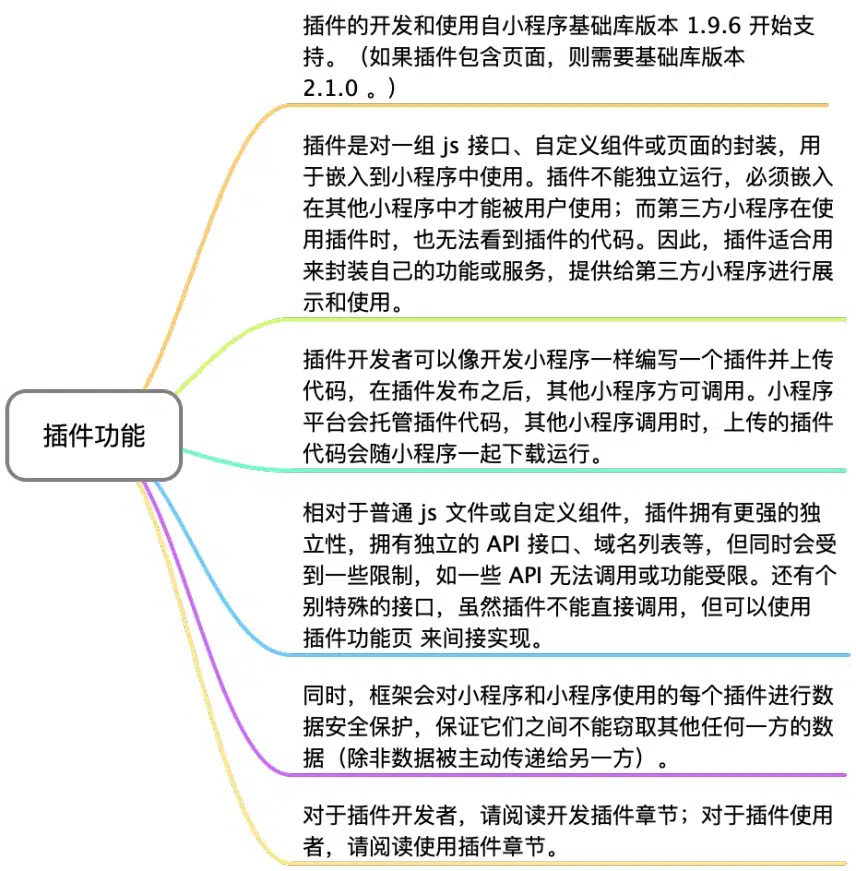 插件的开发和使用自小程序基础库版本 1.9.6 开始支
持。（如果插件包含页面，则需要基础库版本
2.1.0 。）
插件是对一组 js 接口、自定义组件或页面的封装，用
于嵌入到小程序中使用。插件不能独立运行，必须嵌入
在其他小程序中才能被用户使用；而第三方小程序在使
用插件时，也无法看到插件的代码。因此，插件适合用
来封装自己的功能或服务，提供给第三方小程序进行展
示和使用。
插件开发者可以像开发小程序一样编写一个插件并上传
代码，在插件发布之后，其他小程序方可调用。小程序
平台会托管插件代码，其他小程序调用时，上传的插件
代码会随小程序一起下载运行。
插件功能
相对于普通 js 文件或自定义组件，插件拥有更强的独
立性，拥有独立的 API 接口、域名列表等，但同时会受
到一些限制，如一些 API 无法调用或功能受限。还有个
别特殊的接口，虽然插件不能直接调用，但可以使用
插件功能页 来间接实现。
同时，框架会对小程序和小程序使用的每个插件进行数
据安全保护，保证它们之间不能窃取其他任何一方的数
据（除非数据被主动传递给另一方）。
对于插件开发者，请阅读开发插件章节；对于插件使用
者，请阅读使用插件章节。